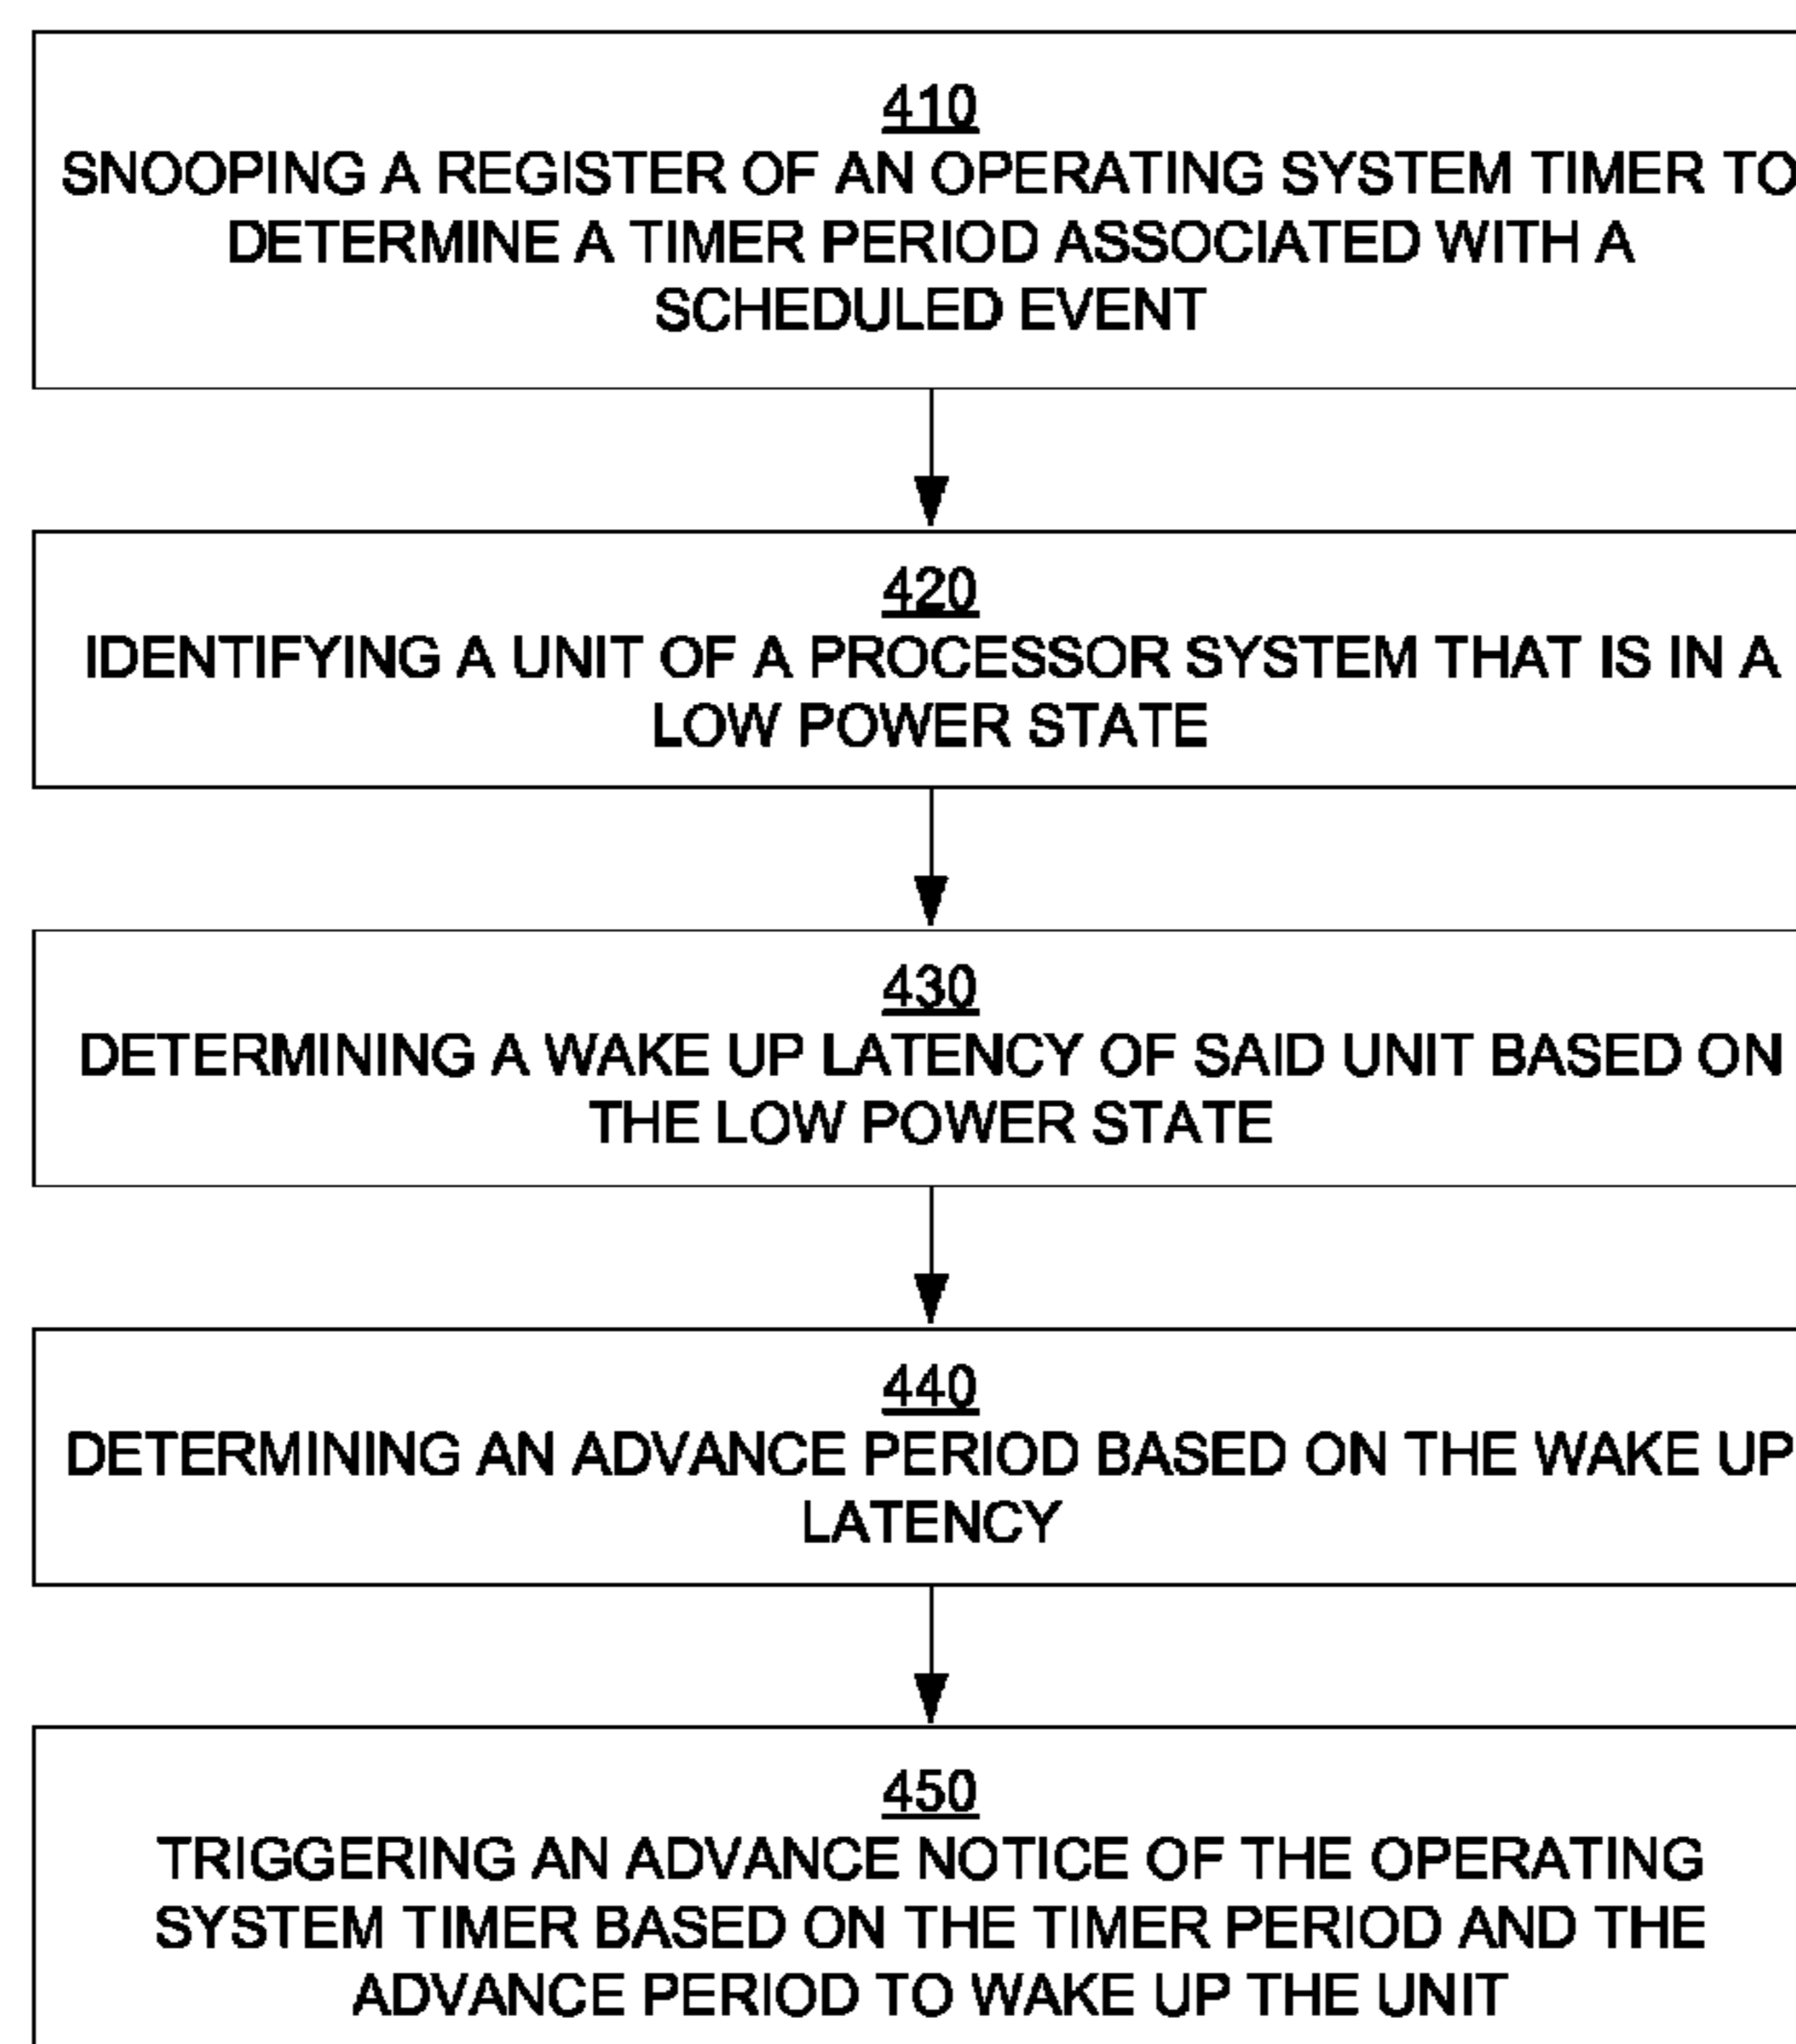 410
SNOOPING A REGISTER OF AN OPERATING SYSTEM TIMER TO
DETERMINE A TIMER PERIOD ASSOCIATED WITH A
SCHEDULED EVENT
420
IDENTIFYING A UNIT OF A PROCESSOR SYSTEM THAT IS IN A
LOW POWER STATE
430
DETERMINING A WAKE UP LATENCY OF SAID UNIT BASED ON
THE LOW POWER STATE
440
DETERMINING AN ADVANCE PERIOD BASED ON THE WAKE UP
LATENCY
450
TRIGGERING AN ADVANCE NOTICE OF THE OPERATING
SYSTEM TIMER BASED ON THE TIMER PERIOD AND THE
ADVANCE PERIOD TO WAKE UP THE UNIT